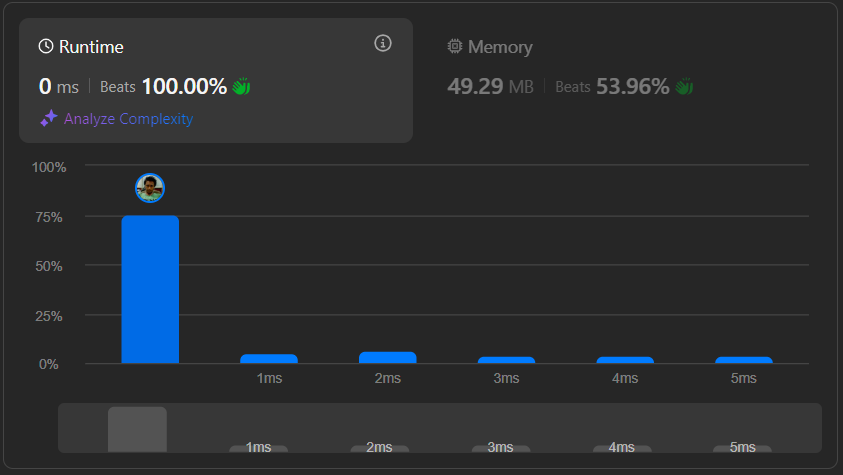 Runtime
0 ms | Beats 100.00%
Analyze Complexity
Memory
49.29 MB | Beats 53.96%
100%
75%
50%
25%
0%
1ms 2ms 3ms 4ms 5ms
1ms 2ms 3ms 4ms 5ms